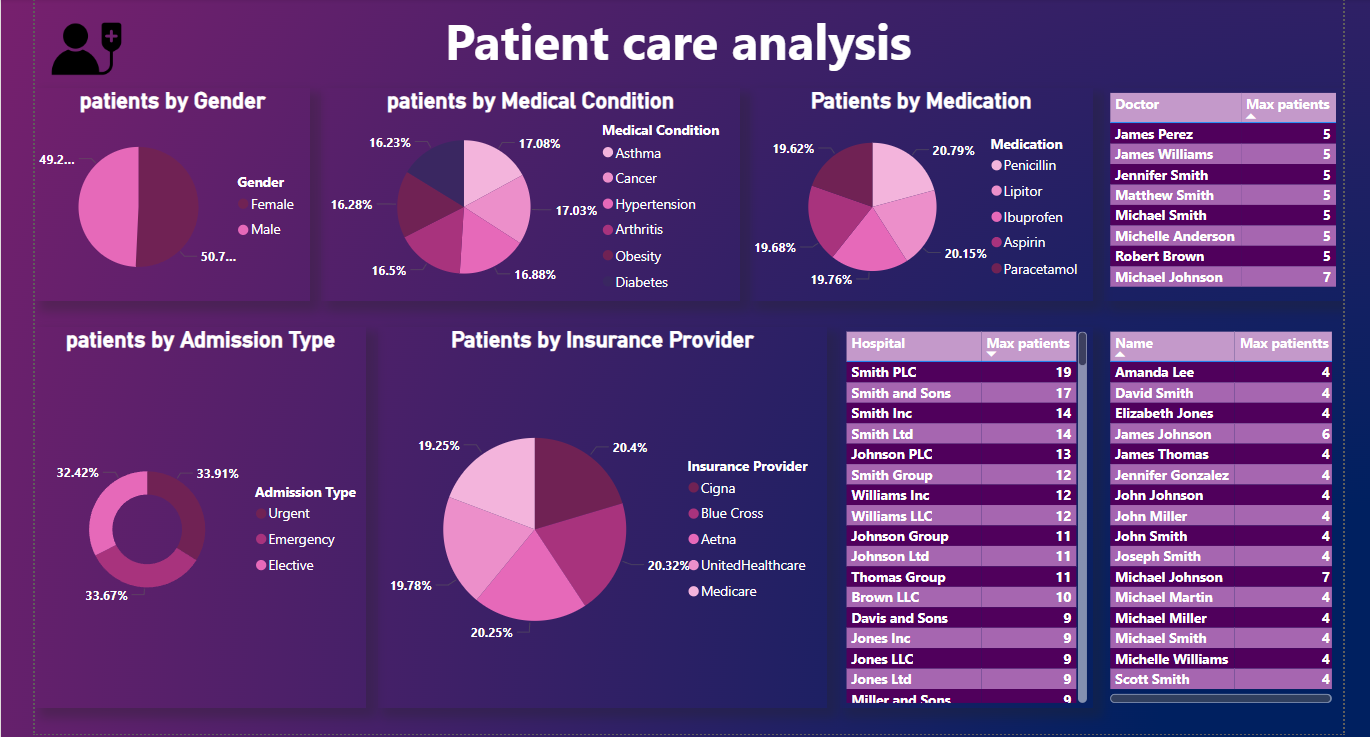 Patient care analysis
patients by Gender
49.2...
50.7...
Gender
Female
Male
patients by Medical Condition
16.23%
17.08%
16.28%
17.03%
16.5%
16.88%
Medical Condition
Asthma
Cancer
Hypertension
Arthritis
Obesity
Diabetes
Patients by Medication
19.62%
20.79%
19.68%
20.15%
19.76%
Medication
Penicillin
Lipitor
Ibuprofen
Aspirin
Paracetamol
Doctor Max patients
James Perez 5
James Williams 5
Jennifer Smith 5
Matthew Smith 5
Michael Smith 5
Michelle Anderson 5
Robert Brown 5
Michael Johnson 7
patients by Admission Type
32.42%
33.91%
33.67%
Admission Type
Urgent
Emergency
Elective
Patients by Insurance Provider
19.25%
20.4%
19.78%
20.32%
20.25%
Insurance Provider
Cigna
Blue Cross
Aetna
UnitedHealthcare
Medicare
Hospital Max patients
Smith PLC 19
Smith and Sons 17
Smith Inc 14
Smith Ltd 14
Johnson PLC 13
Smith Group 12
Williams Inc 12
Williams LLC 12
Johnson Group 11
Johnson Ltd 11
Thomas Group 11
Brown LLC 10
Davis and Sons 9
Jones Inc 9
Jones LLC 9
Jones Ltd 9
Miller and Sons 9
Name Max patientts
Amanda Lee 4
David Smith 4
Elizabeth Jones 4
James Johnson 6
James Thomas 4
Jennifer Gonzalez 4
John Johnson 4
John Miller 4
John Smith 4
Joseph Smith 4
Michael Johnson 7
Michael Martin 4
Michael Miller 4
Michael Smith 4
Michelle Williams 4
Scott Smith 4